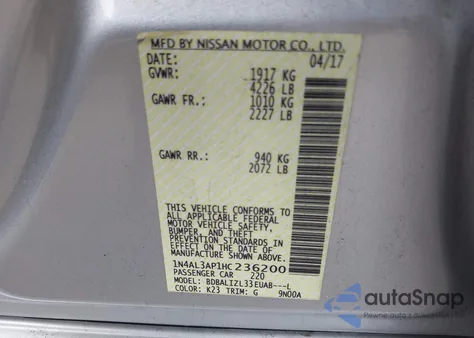 MFD BY NISSAN MOTOR CO., LTD.
DATE: 04/17
GVWR: 1917 KG
4226 LB
GAWR FR.: 1010 KG
2227 LB
GAWR RR.: 940 KG
2072 LB
THIS VEHICLE CONFORMS TO
ALL APPLICABLE FEDERAL
MOTOR VEHICLE SAFETY,
BUMPER, AND THEFT
PREVENTION STANDARDS IN
EFFECT ON THE DATE OF
MANUFACTURE SHOWN ABOVE.
1N4AL3AP1HC236200
PASSENGER CAR 220
MODEL: BDBALIZL33EUAB---L
COLOR: K23 TRIM: G 9N00A
autoSnap
Pewne auto z